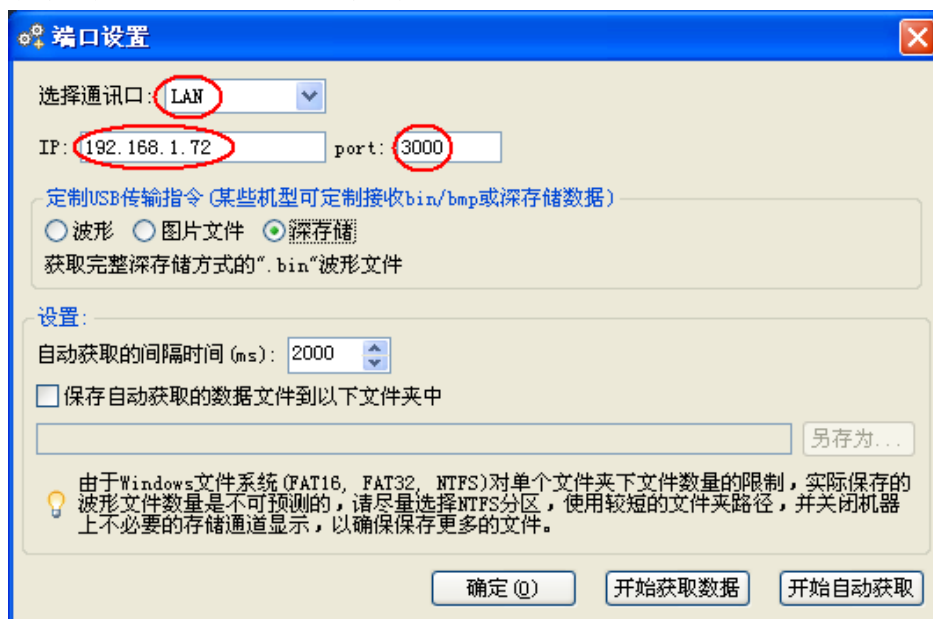 端口设置
选择通讯口: LAN
IP: 192.168.1.72 port: 3000
定制USB传输指令(某些机型可定制接收bin/bmp或深存储数据)
波形 图片文件 深存储
获取完整深存储方式的“.bin“波形文件
设置:
自动获取的间隔时间(ms): 2000
保存自动获取的数据文件到以下文件夹中
另存为...
由于Windows文件系统(FAT16, FAT32, NTFS)对单个文件夹下文件数量的限制，实际保存的
波形文件数量是不可预测的，请尽量选择NTFS分区，使用较短的文件夹路径，并关闭机器
上不必要的存储通道显示，以确保保存更多的文件。
确定(O) 开始获取数据 开始自动获取